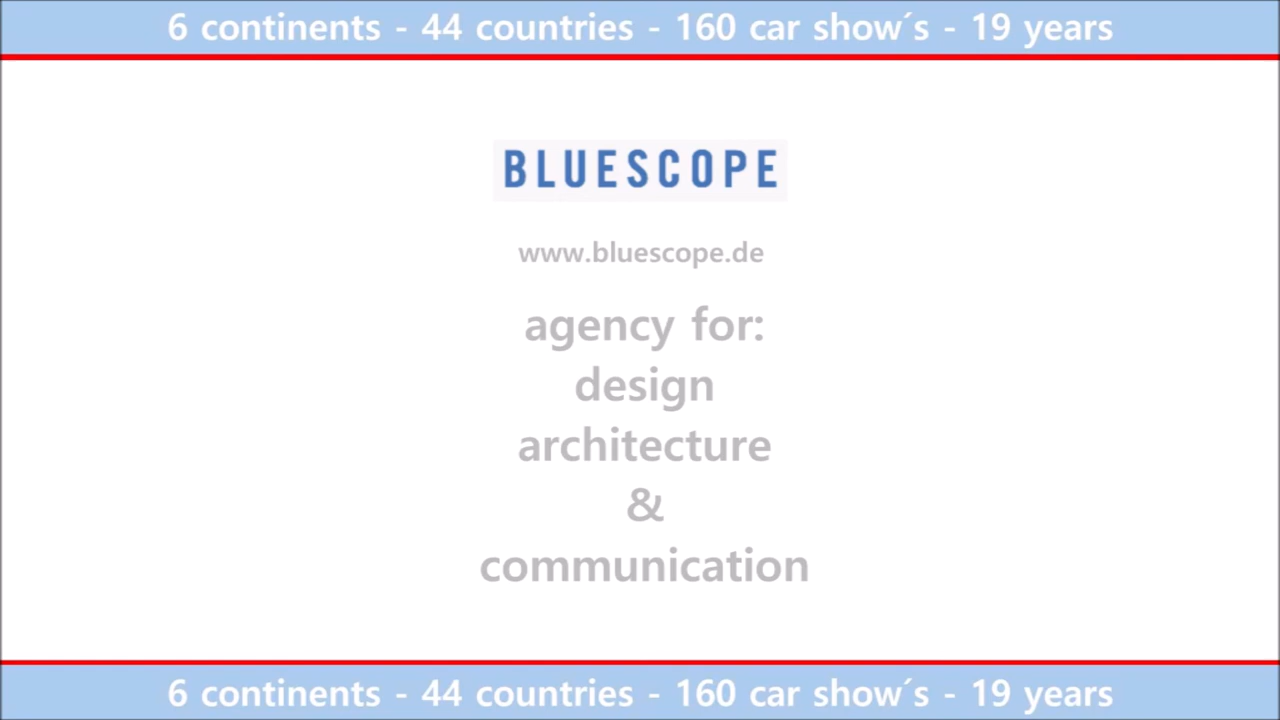 6 continents - 44 countries - 160 car show´s - 19 years
BLUESCOPE
www.bluescope.de
agency for:
design
architecture
&
communication
6 continents - 44 countries - 160 car show´s - 19 years